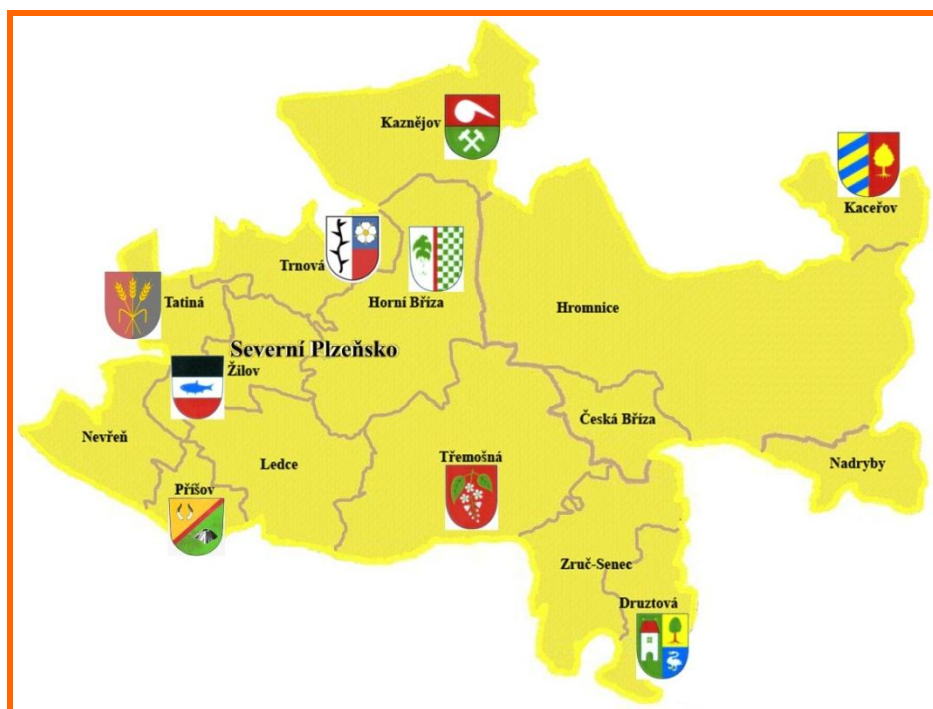 Kaznějov
Kaceřov
Trnová
Tatiná
Horní Bříza
Hromnice
Severní Plzeňsko
Žilov
Nevřeň
Česká Bříza
Ledce
Třemošná
Nadryby
Příšov
Zruč-Senec
Druztová